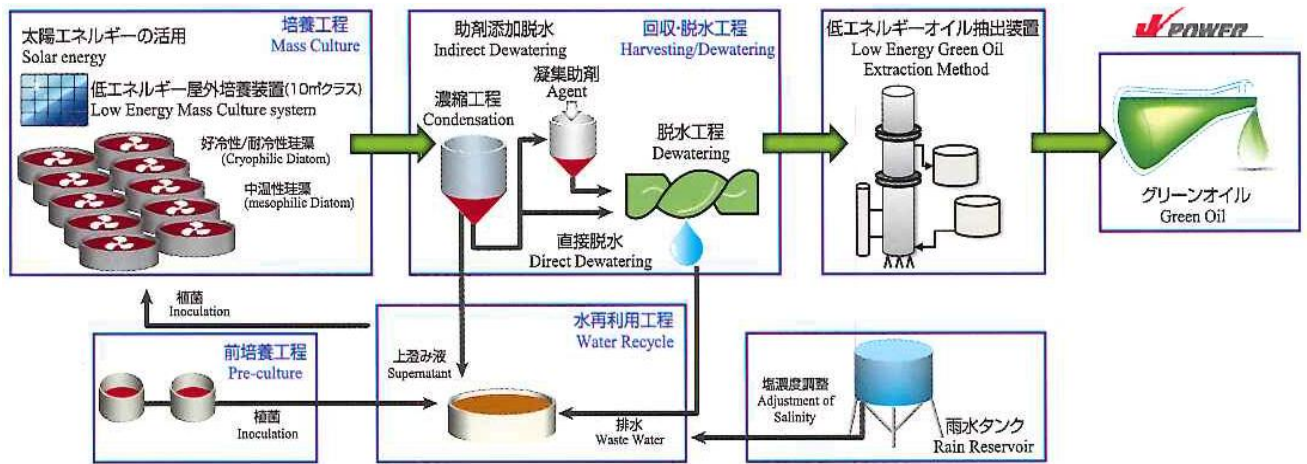 培養工程
Mass Culture
太陽エネルギーの活用
Solar energy
低エネルギー屋外培養装置(10㎡クラス)
Low Energy Mass Culture system
好冷性/耐冷性珪藻
(Cryophilic Diatom)
中温性珪藻
(mesophilic Diatom)
助剤添加脱水
Indirect Dewatering
回収・脱水工程
Harvesting/Dewatering
凝集助剤
Agent
濃縮工程
Condensation
脱水工程
Dewatering
直接脱水
Direct Dewatering
低エネルギーオイル抽出装置
Low Energy Green Oil
Extraction Method
POWER
グリーンオイル
Green Oil
植菌
Inoculation
前培養工程
Pre-culture
植菌
Inoculation
水再利用工程
Water Recycle
上澄み液
Supernatant
排水
Waste Water
塩濃度調整
Adjustment of
Salinity
雨水タンク
Rain Reservoir